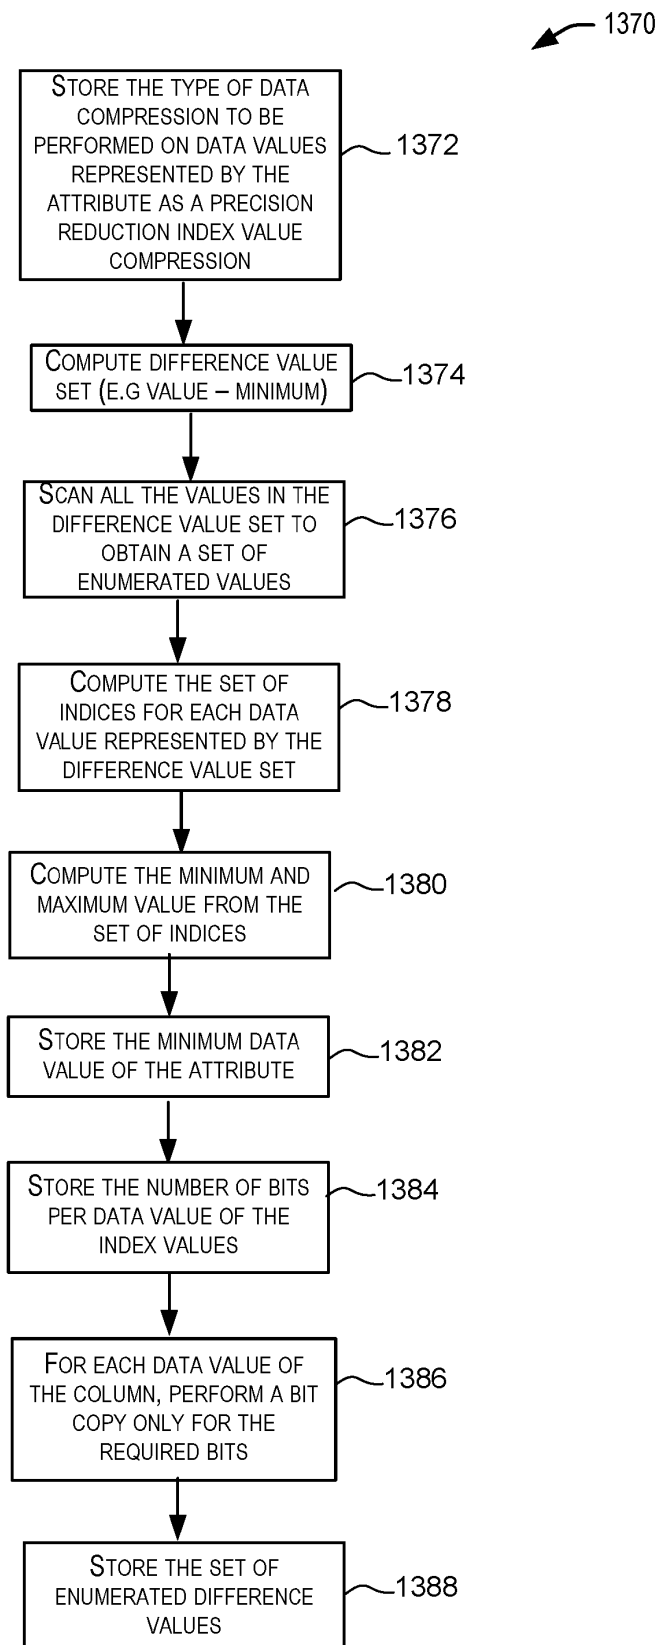 1370
STORE THE TYPE OF DATA
COMPRESSION TO BE
PERFORMED ON DATA VALUES
REPRESENTED BY THE
ATTRIBUTE AS A PRECISION
REDUCTION INDEX VALUE
COMPRESSION
1372
COMPUTE DIFFERENCE VALUE
SET (E.G VALUE – MINIMUM)
1374
SCAN ALL THE VALUES IN THE
DIFFERENCE VALUE SET TO
OBTAIN A SET OF
ENUMERATED VALUES
1376
COMPUTE THE SET OF
INDICES FOR EACH DATA
VALUE REPRESENTED BY THE
DIFFERENCE VALUE SET
1378
COMPUTE THE MINIMUM AND
MAXIMUM VALUE FROM THE
SET OF INDICES
1380
STORE THE MINIMUM DATA
VALUE OF THE ATTRIBUTE
1382
STORE THE NUMBER OF BITS
PER DATA VALUE OF THE
INDEX VALUES
1384
FOR EACH DATA VALUE OF
THE COLUMN, PERFORM A BIT
COPY ONLY FOR THE
REQUIRED BITS
1386
STORE THE SET OF
ENUMERATED DIFFERENCE
VALUES
1388